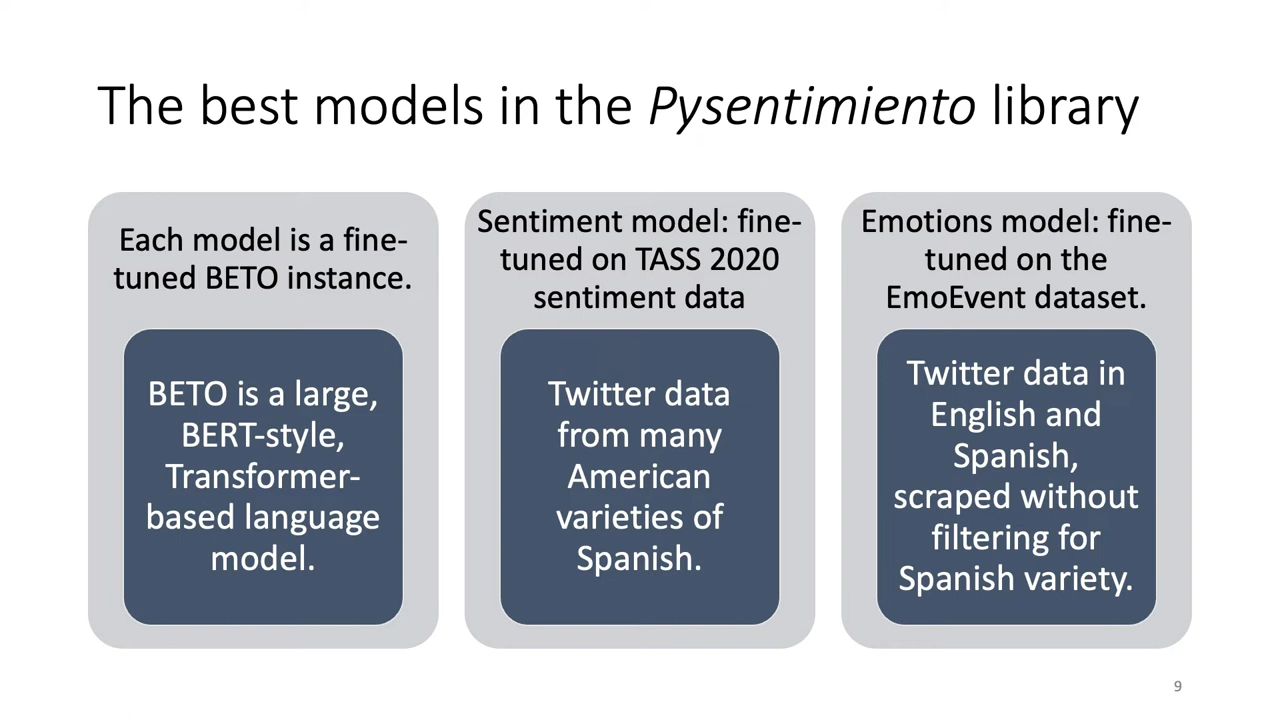 The best models in the Pysentimiento library
Each model is a fine-
tuned BETO instance.
BETO is a large,
BERT-style,
Transformer-
based language
model.
Sentiment model: fine-
tuned on TASS 2020
sentiment data
Twitter data
from many
American
varieties of
Spanish.
Emotions model: fine-
tuned on the
EmoEvent dataset.
Twitter data in
English and
Spanish,
scraped without
filtering for
Spanish variety.
9